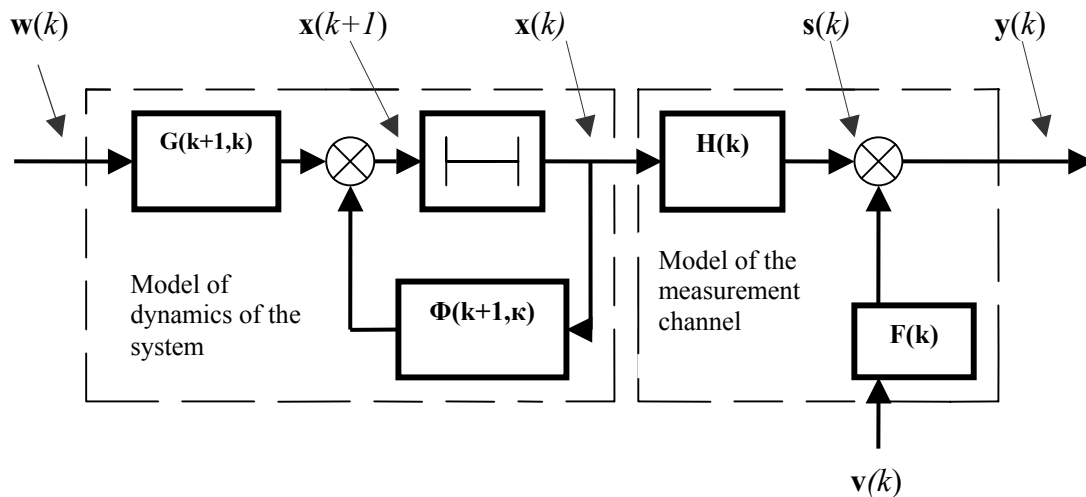 w(k)
x(k+1)
x(k)
s(k)
y(k)
G(k+1,k)
H(k)
Model of
dynamics of the
system
Φ(k+1,κ)
Model of the
measurement
channel
F(k)
v(k)